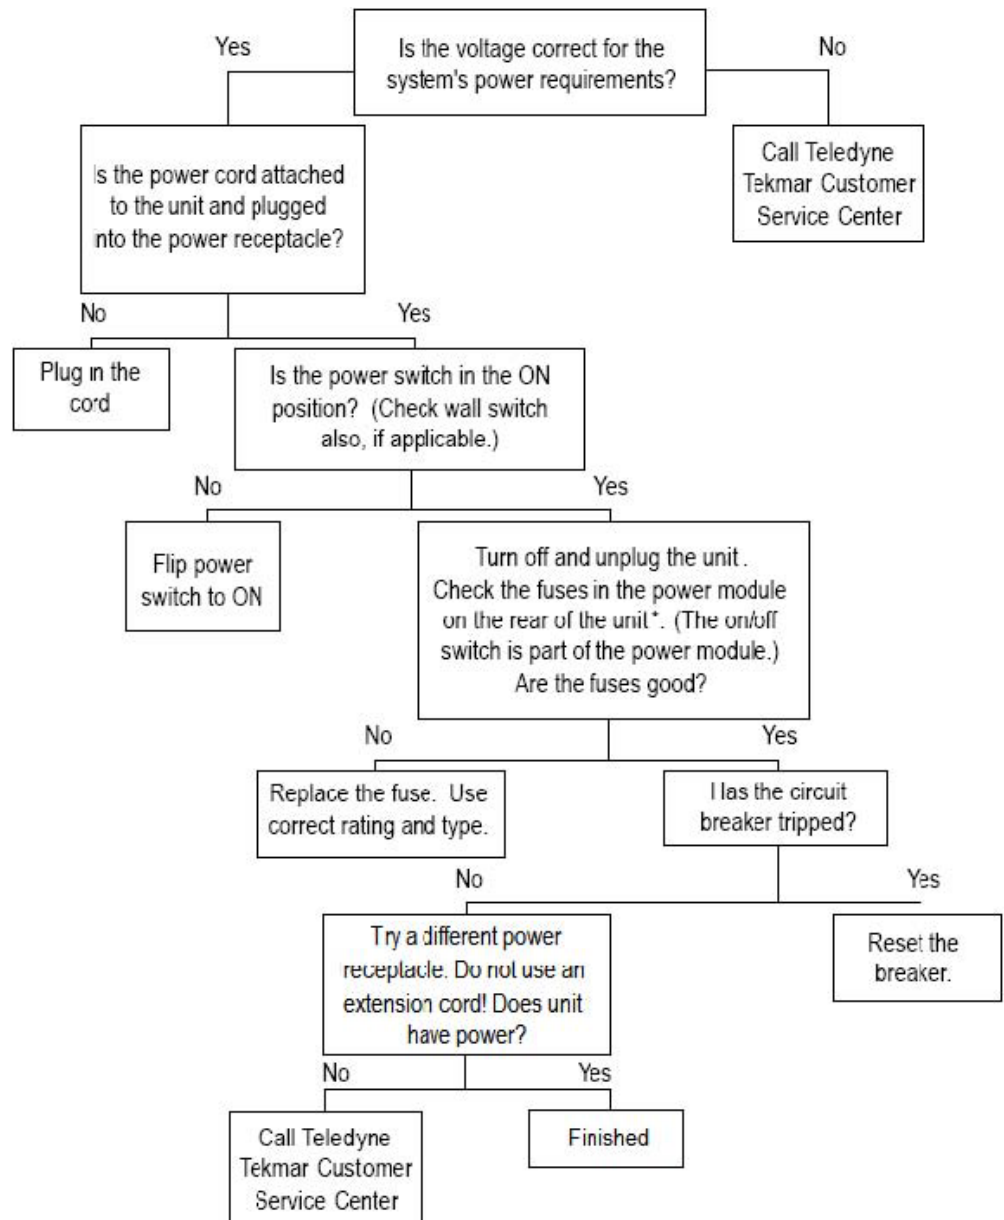 Yes
Is the voltage correct for the
system's power requirements?
No
Is the power cord attached
to the unit and plugged
into the power receptacle?
Call Teledyne
Tekmar Customer
Service Center
No
Yes
Plug in the
cord
Is the power switch in the ON
position? (Check wall switch
also, if applicable.)
No
Yes
Flip power
switch to ON
Turn off and unplug the unit.
Check the fuses in the power module
on the rear of the unit*. (The on/off
switch is part of the power module.)
Are the fuses good?
No
Yes
Replace the fuse. Use
correct rating and type.
Has the circuit
breaker tripped?
No
Yes
Try a different power
receptacle. Do not use an
extension cord! Does unit
have power?
Reset the
breaker.
No
Yes
Call Teledyne
Tekmar Customer
Service Center
Finished